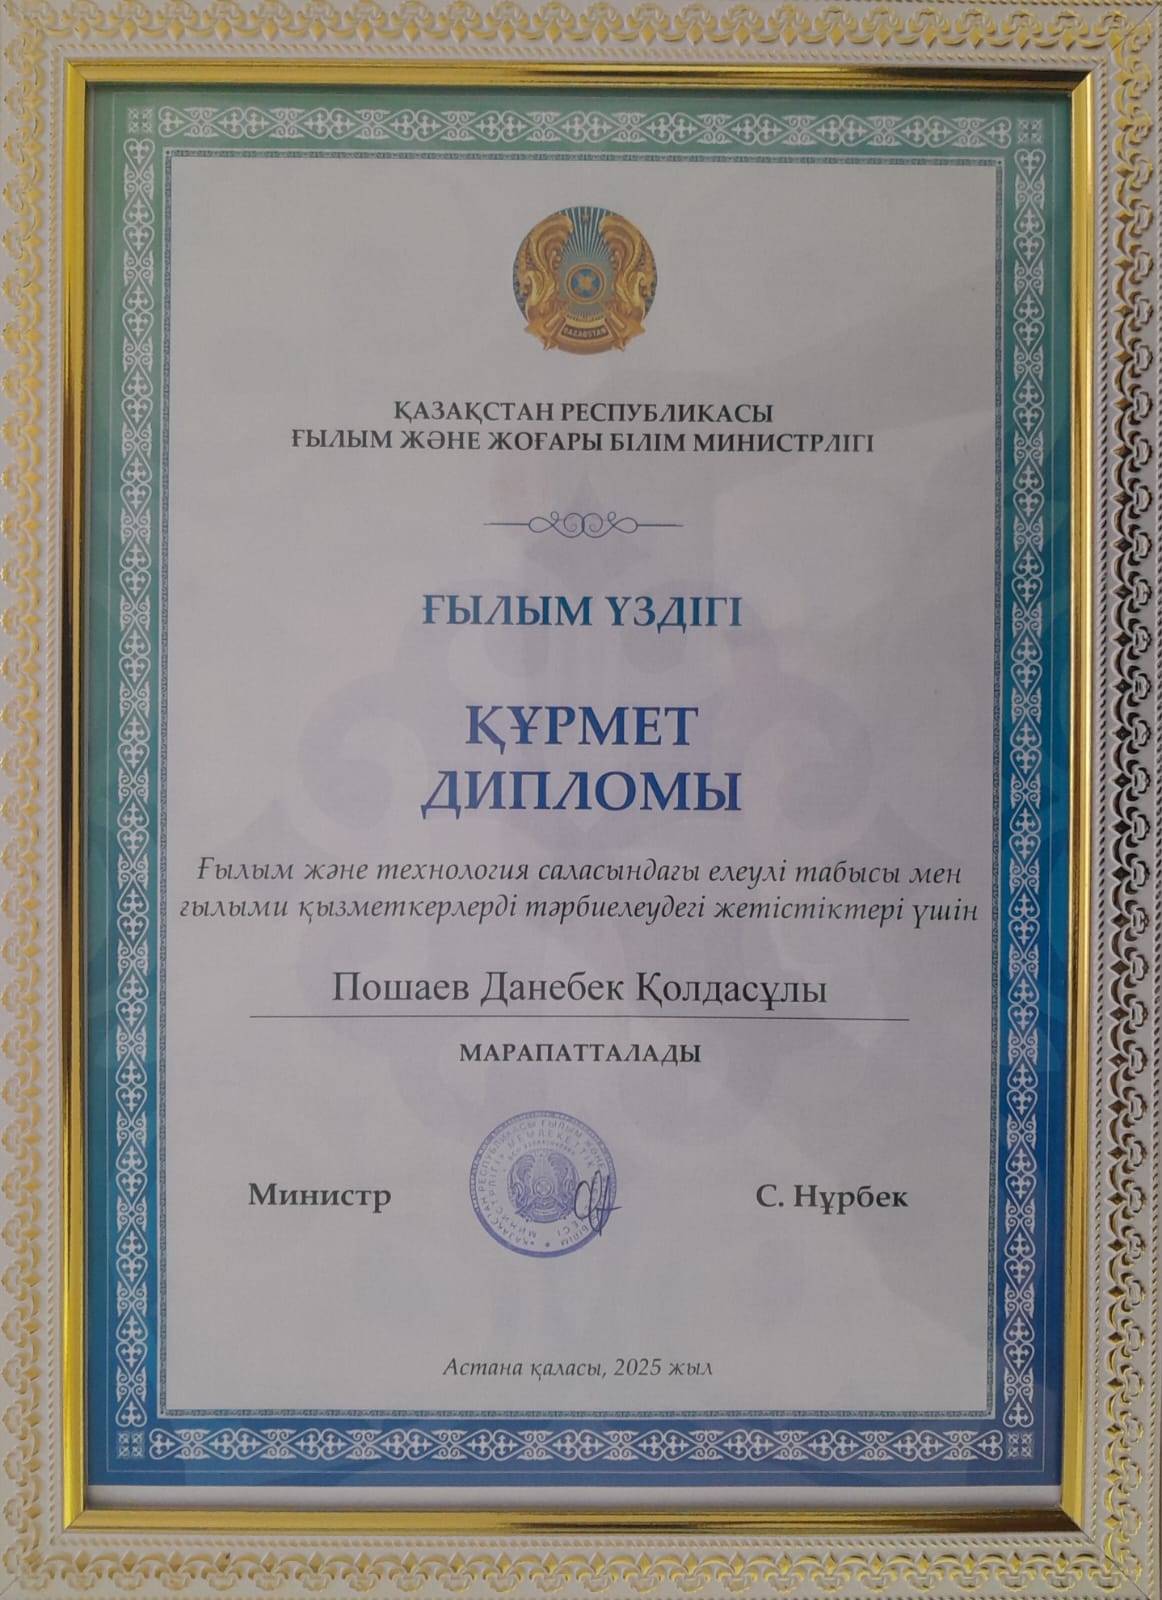 QAZAQSTAN
ҚАЗАҚСТАН РЕСПУБЛИКАСЫ
ҒЫЛЫМ ЖӘНЕ ЖОҒАРЫ БІЛІМ МИНИСТРЛІГІ
ҒЫЛЫМ ҮЗДІГІ
ҚҰРМЕТ
ДИПЛОМЫ
Ғылым және технология саласындағы елеулі табысы мен
ғылыми қызметкерлерді тәрбиелеудегі жетістіктері үшін
Пошаев Данебек Қолдасұлы
МАРАПАТТАЛАДЫ
Министр
С. Нұрбек
Астана қаласы, 2025 жыл